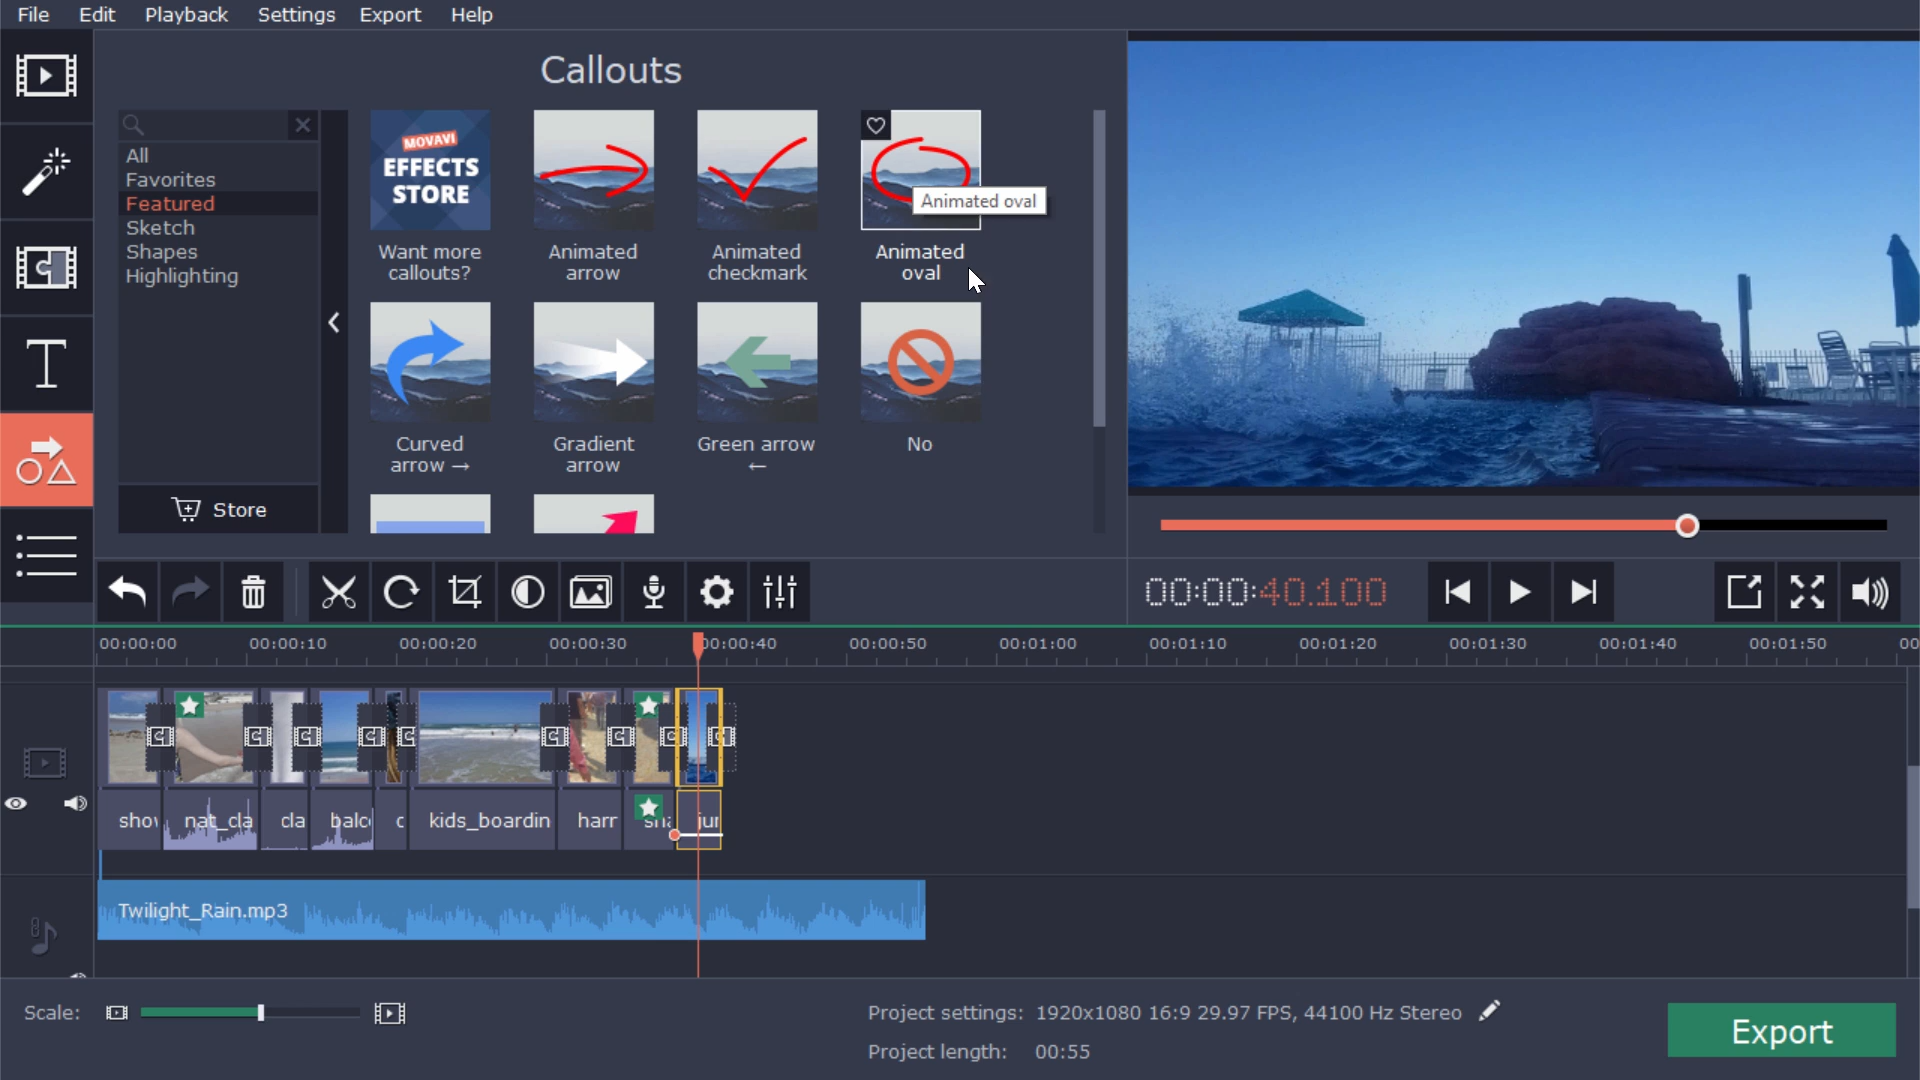 File Edit Playback Settings Export Help
Callouts
All
Favorites
Featured
Sketch
Shapes
Highlighting
Store
MOVAVI
EFFECTS
STORE
Want more
callouts?
Animated
arrow
Animated
checkmark
Animated oval
Animated
oval
Curved
arrow →
Gradient
arrow
Green arrow
←
No
00:00:40.100
00:00:00 00:00:10 00:00:20 00:00:30 00:00:40 00:00:50 00:01:00 00:01:10 00:01:20 00:01:30 00:01:40 00:01:50 00
nat_cla cla kids_boardin harr
Twilight_Rain.mp3
Scale:
Project settings: 1920x1080 16:9 29.97 FPS, 44100 Hz Stereo
Project length: 00:55
Export